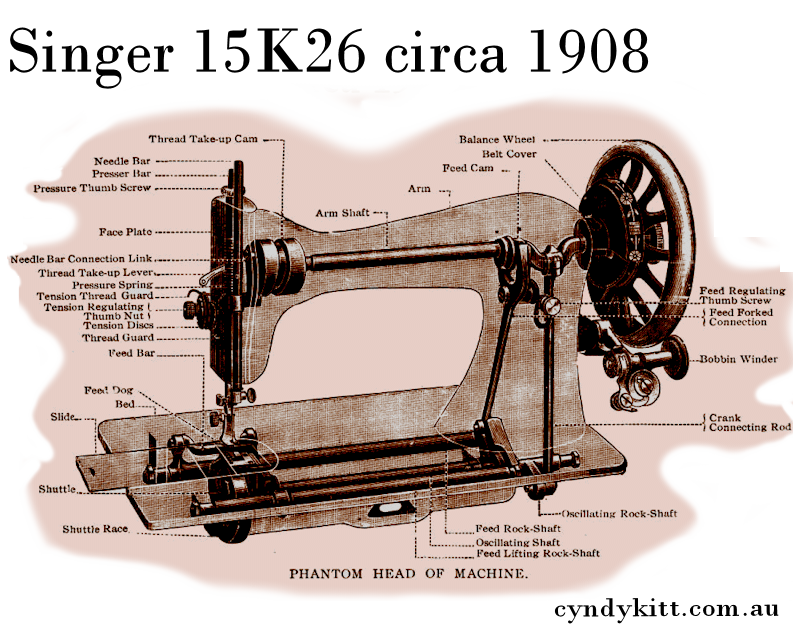 Singer 15K26 circa 1908
Thread Take-up Cam
Needle Bar
Presser Bar
Pressure Thumb Screw
Face Plate
Needle Bar Connection Link
Thread Take-up Lever
Pressure Spring
Tension Thread Guard
Tension Regulating
Thumb Nut
Tension Discs
Thread Guard
Feed Bar
Feed Dog
Bed
Slide
Shuttle
Shuttle Race
Arm Shaft
Arm
Balance Wheel
Belt Cover
Feed Cam
Feed Regulating
Thumb Screw
Feed Forked
Connection
Bobbin Winder
Crank
Connecting Rod
Oscillating Rock-Shaft
Feed Rock-Shaft
Oscillating Shaft
Feed Lifting Rock-Shaft
PHANTOM HEAD OF MACHINE.
cyndykitt.com.au